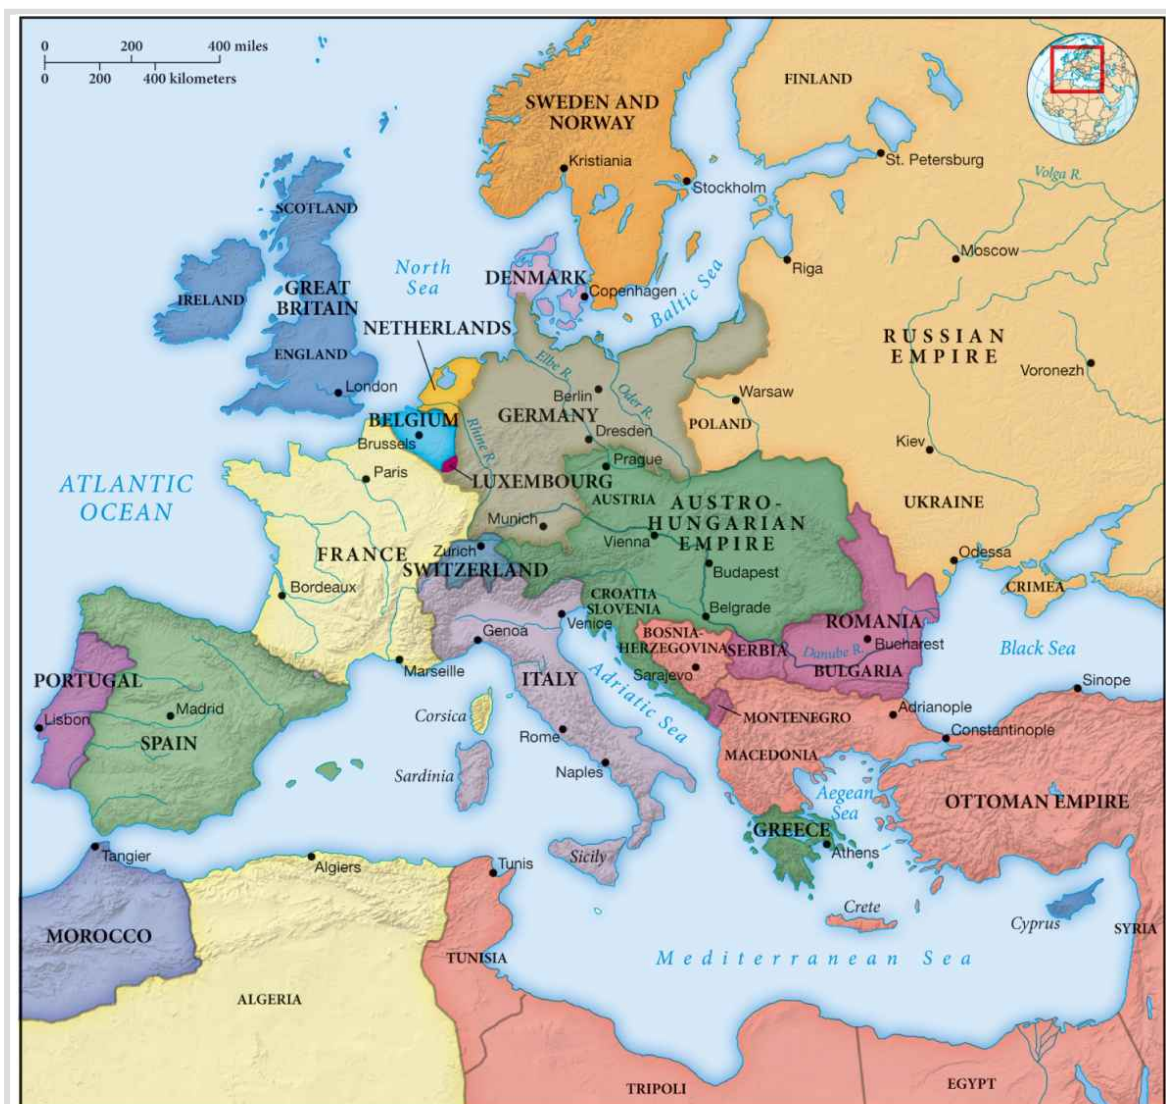 0 200 400 miles
0 200 400 kilometers
FINLAND
SWEDEN AND
NORWAY
Kristiania
Stockholm
St. Petersburg
Volga R.
SCOTLAND
Moscow
Riga
North
Sea
DENMARK
Copenhagen
Baltic Sea
IRELAND
GREAT
BRITAIN
NETHERLANDS
RUSSIAN
EMPIRE
ENGLAND
Voronezh
London
Elbe R.
Berlin
Oder R.
Warsaw
BELGIUM
Brussels
Rhine R.
GERMANY
POLAND
Dresden
Kiev
Paris
Prague
LUXEMBOURG
ATLANTIC
OCEAN
AUSTRIA
AUSTRO-
HUNGARIAN
EMPIRE
UKRAINE
Munich
Vienna
FRANCE
Zurich
SWITZERLAND
Odessa
Budapest
Bordeaux
CRIMEA
CROATIA
SLOVENIA
Belgrade
Venice
Genoa
ROMANIA
BOSNIA-
HERZEGOVINA
SERBIA
Danube R.
Bucharest
Black Sea
Marseille
Sarajevo
BULGARIA
PORTUGAL
ITALY
Adriatic Sea
Sinope
Lisbon
Madrid
Corsica
MONTENEGRO
Adrianople
SPAIN
Rome
Constantinople
MACEDONIA
Sardinia
Naples
Aegean
Sea
OTTOMAN EMPIRE
GREECE
Athens
Tangier
Algiers
Tunis
Sicily
Crete
Cyprus
SYRIA
MOROCCO
TUNISIA
Mediterranean Sea
ALGERIA
TRIPOLI
EGYPT